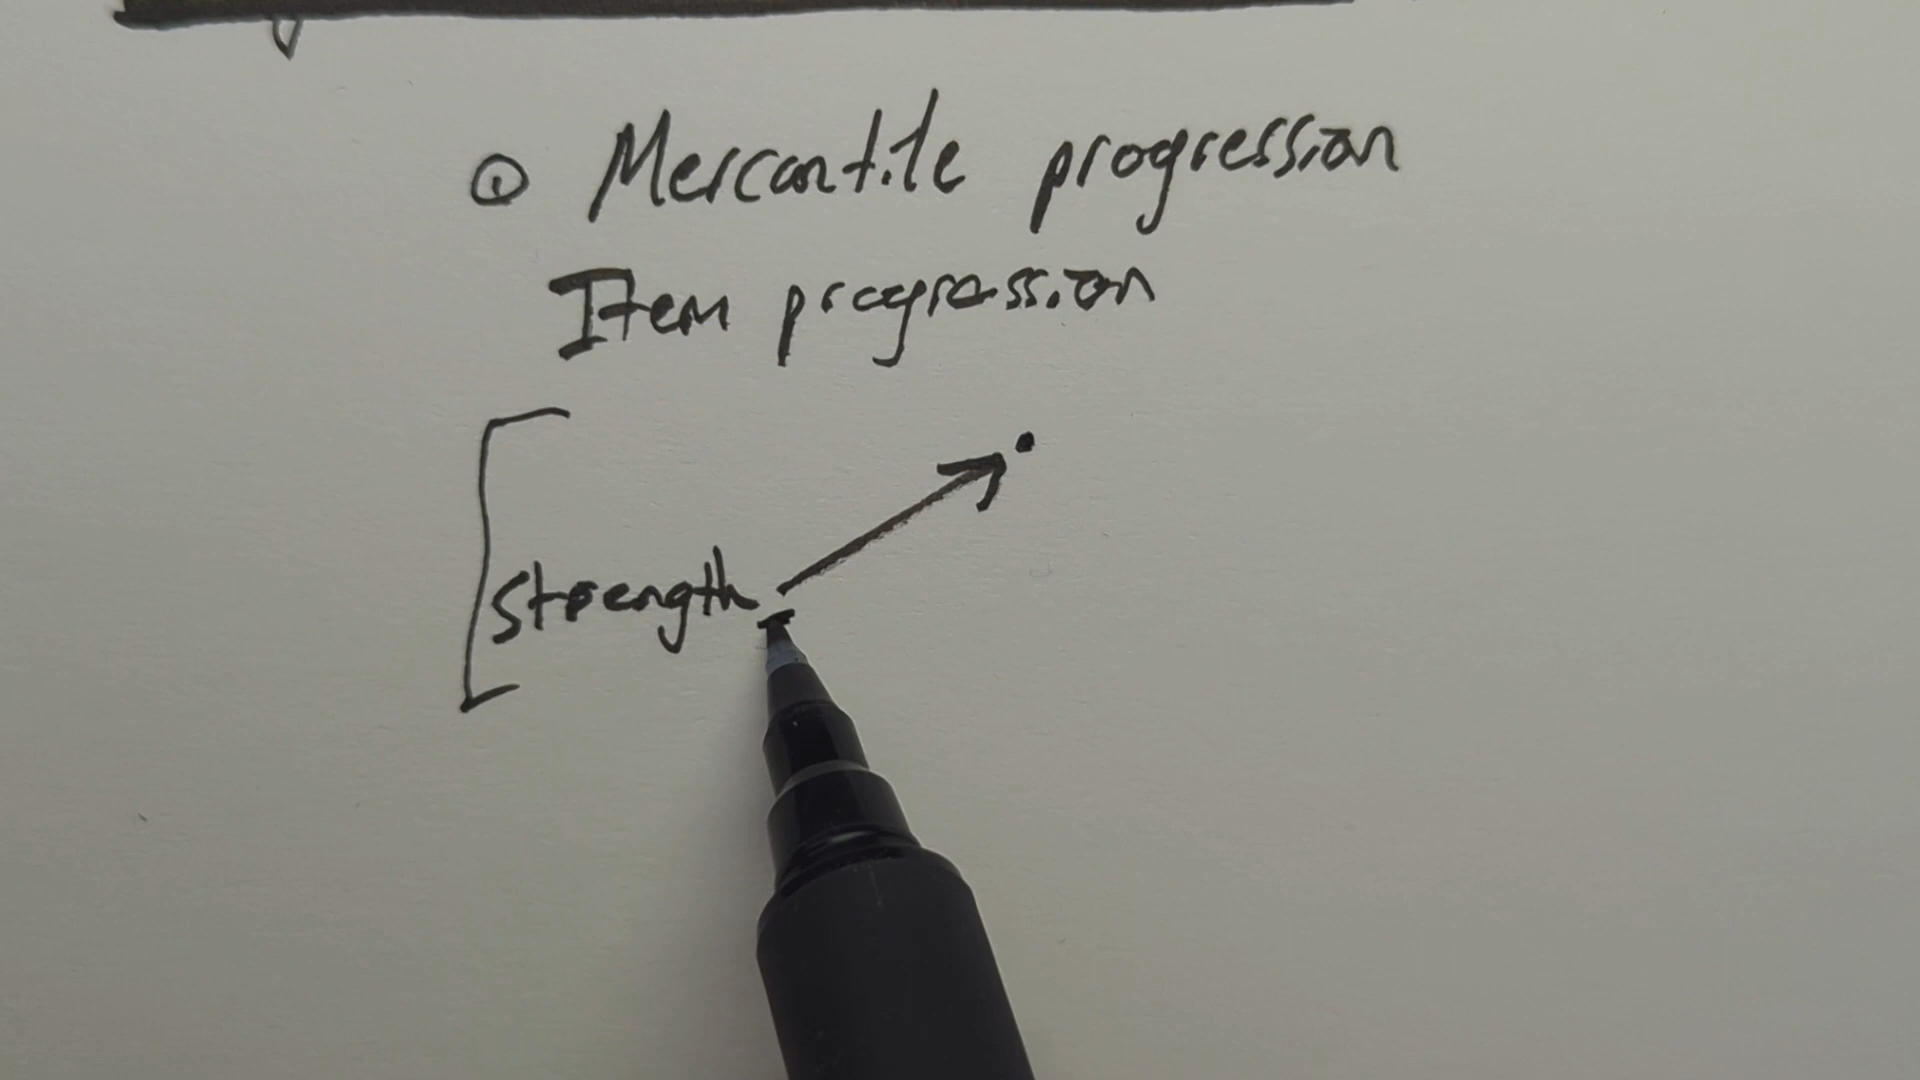 ① Mercantile progression
Item progression
Strength